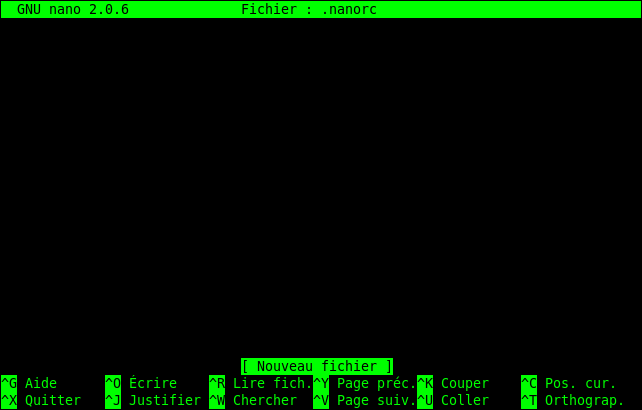 GNU nano 2.0.6 Fichier : .nanorc
[ Nouveau fichier ]
^G Aide ^O Écrire ^R Lire fich. ^Y Page préc. ^K Couper ^C Pos. cur.
^X Quitter ^J Justifier ^W Chercher ^V Page suiv. ^U Coller ^T Orthograp.